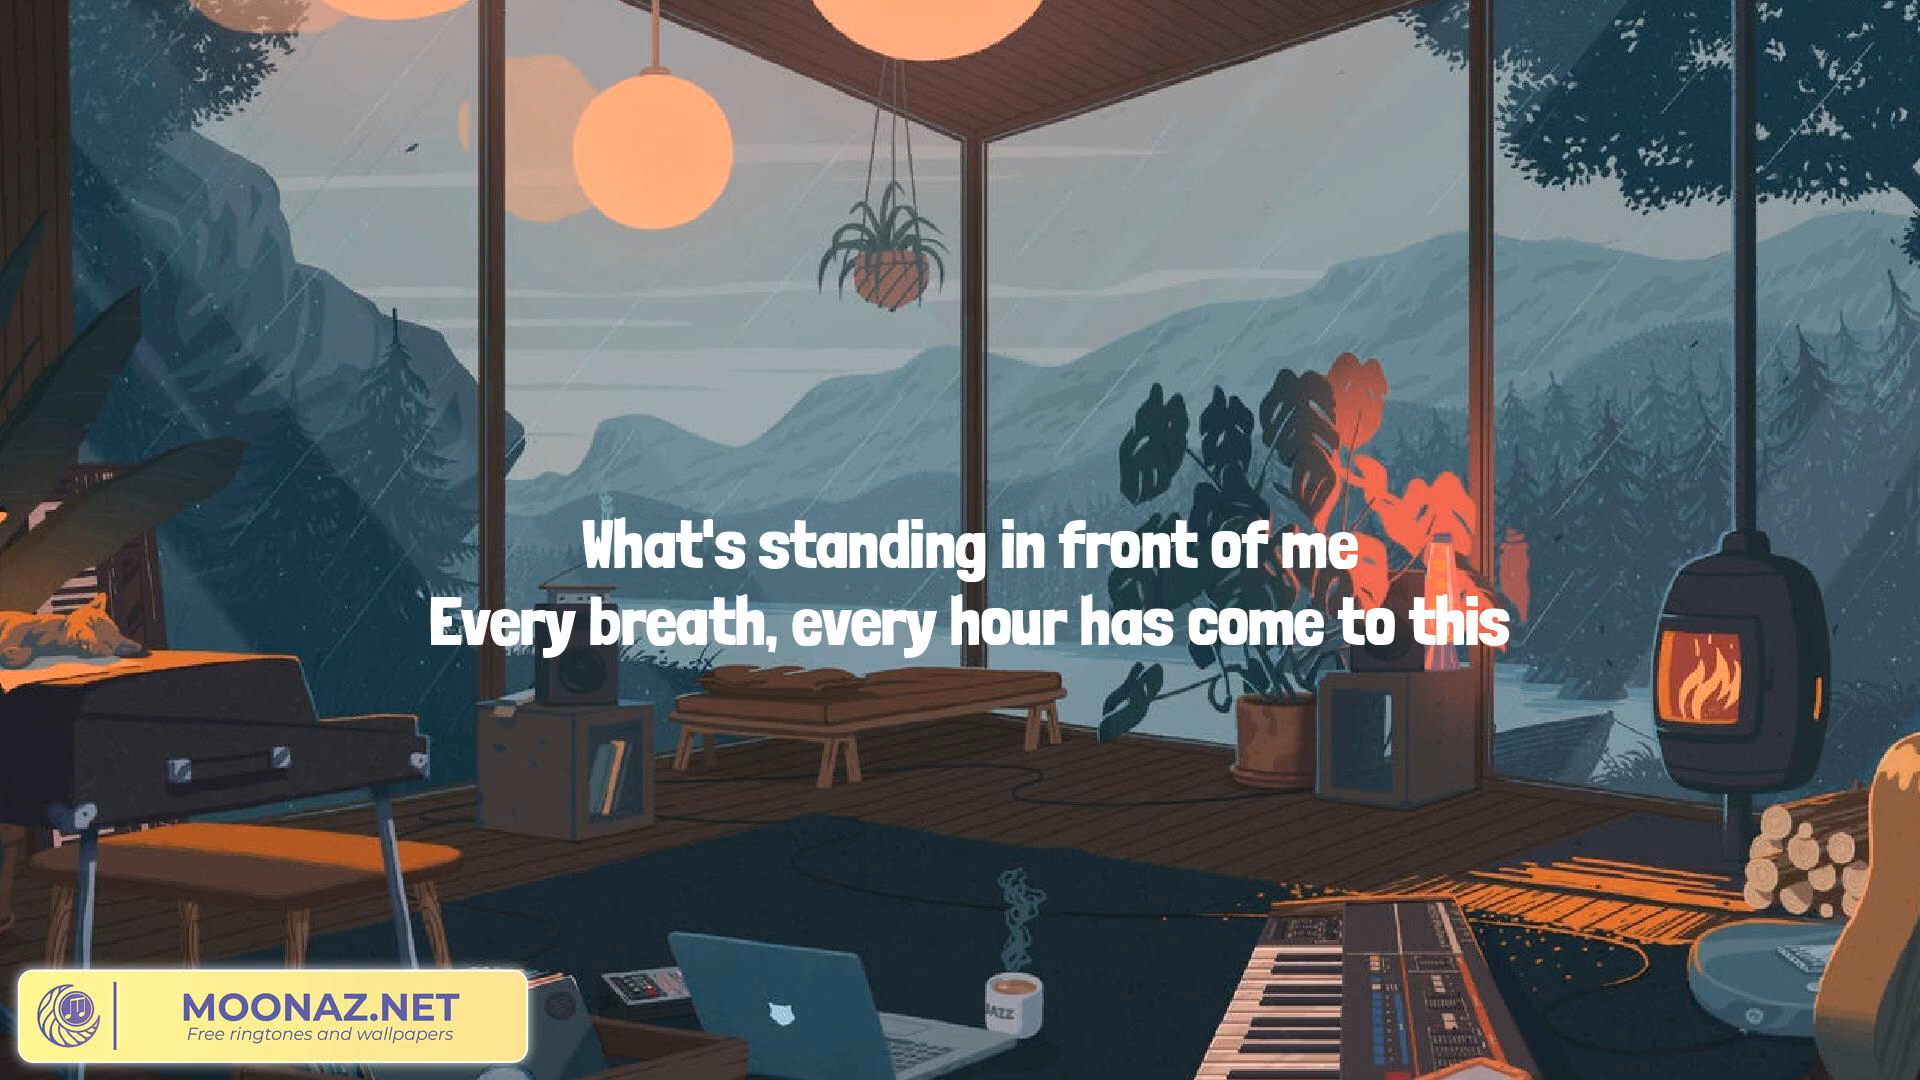 What's standing in front of me
Every breath, every hour has come to this
JAZZ
MOONAZ.NET
Free ringtones and wallpapers